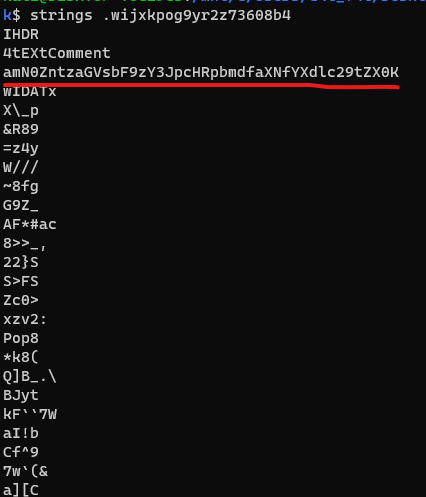 k$ strings .wijxkpog9yr2z73608b4
IHDR
4tEXtComment
amN0ZntzaGVsbF9zY3JpcHRpbmdfaXNfYXdlc29tZX0K
WIDATx
X\_p
&R89
=z4y
W///
~8fg
G9Z_
AF*#ac
8>>_,
22}S
S>FS
Zc0>
xzv2:
Pop8
*k8(
Q]B_.\
BJyt
kF``7W
aI!b
Cf^9
7w`(&
a][C